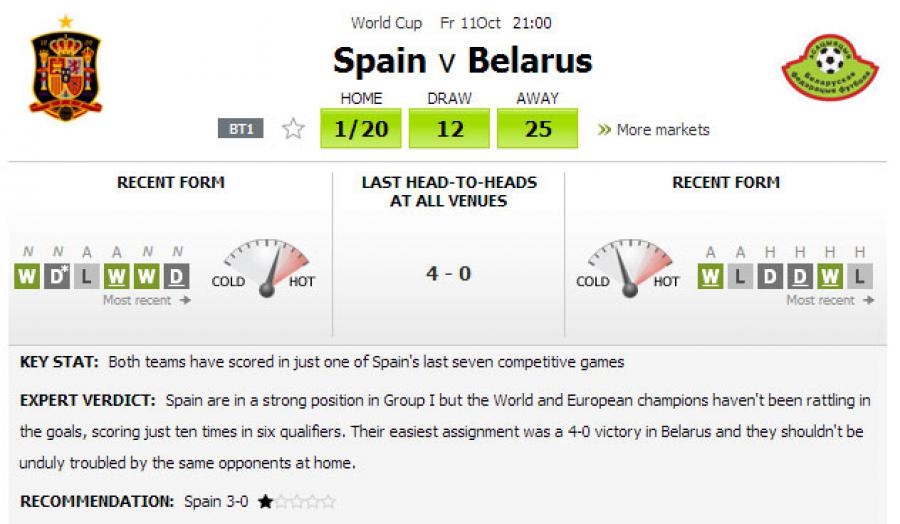 World Cup Fr 11Oct 21:00
Spain v Belarus
HOME DRAW AWAY
BT1 1/20 12 25 » More markets
RECENT FORM
LAST HEAD-TO-HEADS
AT ALL VENUES
RECENT FORM
N N A A N N
W D* L W W D
Most recent →
COLD HOT
4 - 0
COLD HOT
A A H H H H
W L D D W L
Most recent →
KEY STAT: Both teams have scored in just one of Spain's last seven competitive games
EXPERT VERDICT: Spain are in a strong position in Group I but the World and European champions haven't been rattling in
the goals, scoring just ten times in six qualifiers. Their easiest assignment was a 4-0 victory in Belarus and they shouldn't be
unduly troubled by the same opponents at home.
RECOMMENDATION: Spain 3-0